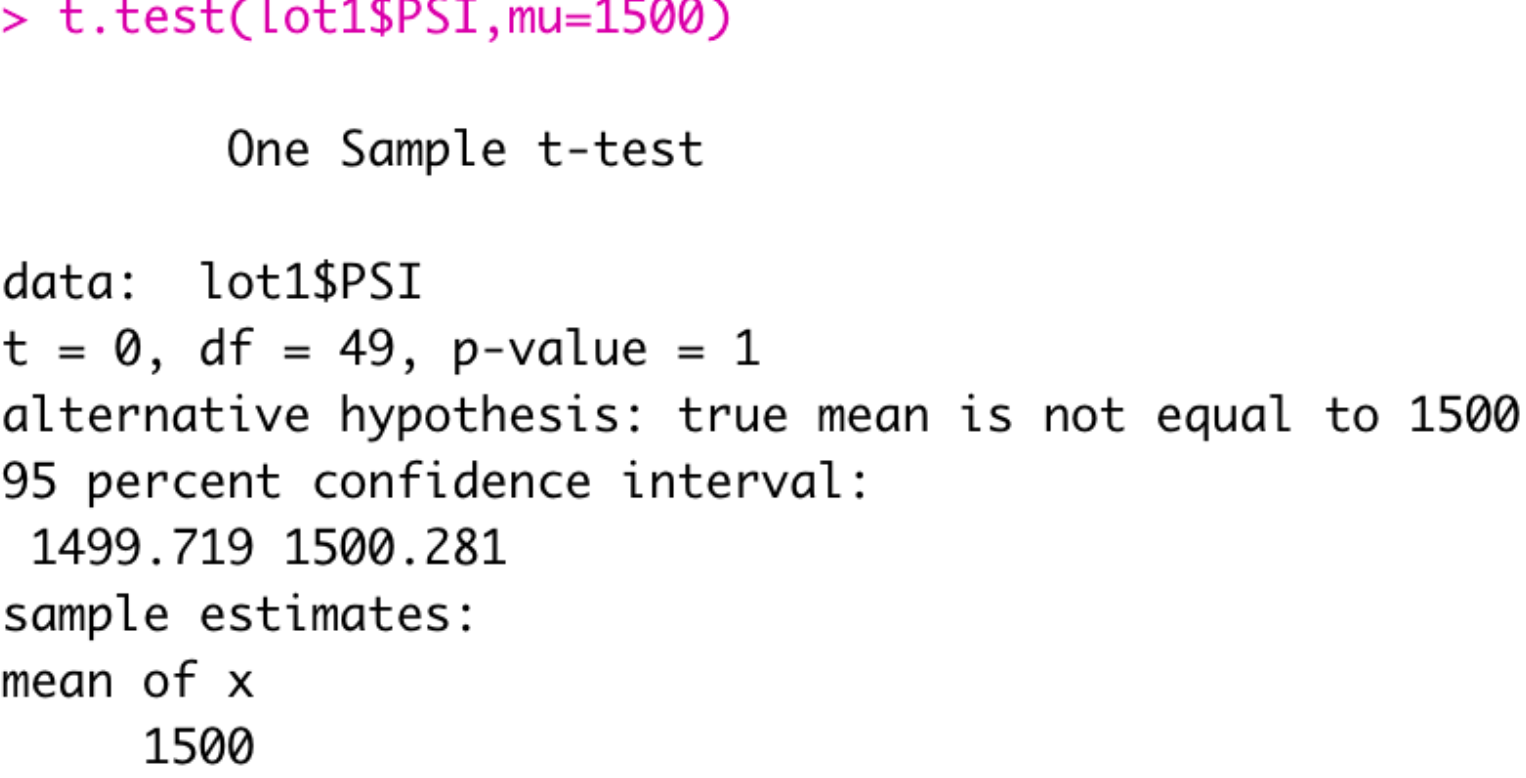 > t.test(lot1$PSI,mu=1500)
One Sample t-test
data:  lot1$PSI
t = 0, df = 49, p-value = 1
alternative hypothesis: true mean is not equal to 1500
95 percent confidence interval:
 1499.719 1500.281
sample estimates:
mean of x
     1500